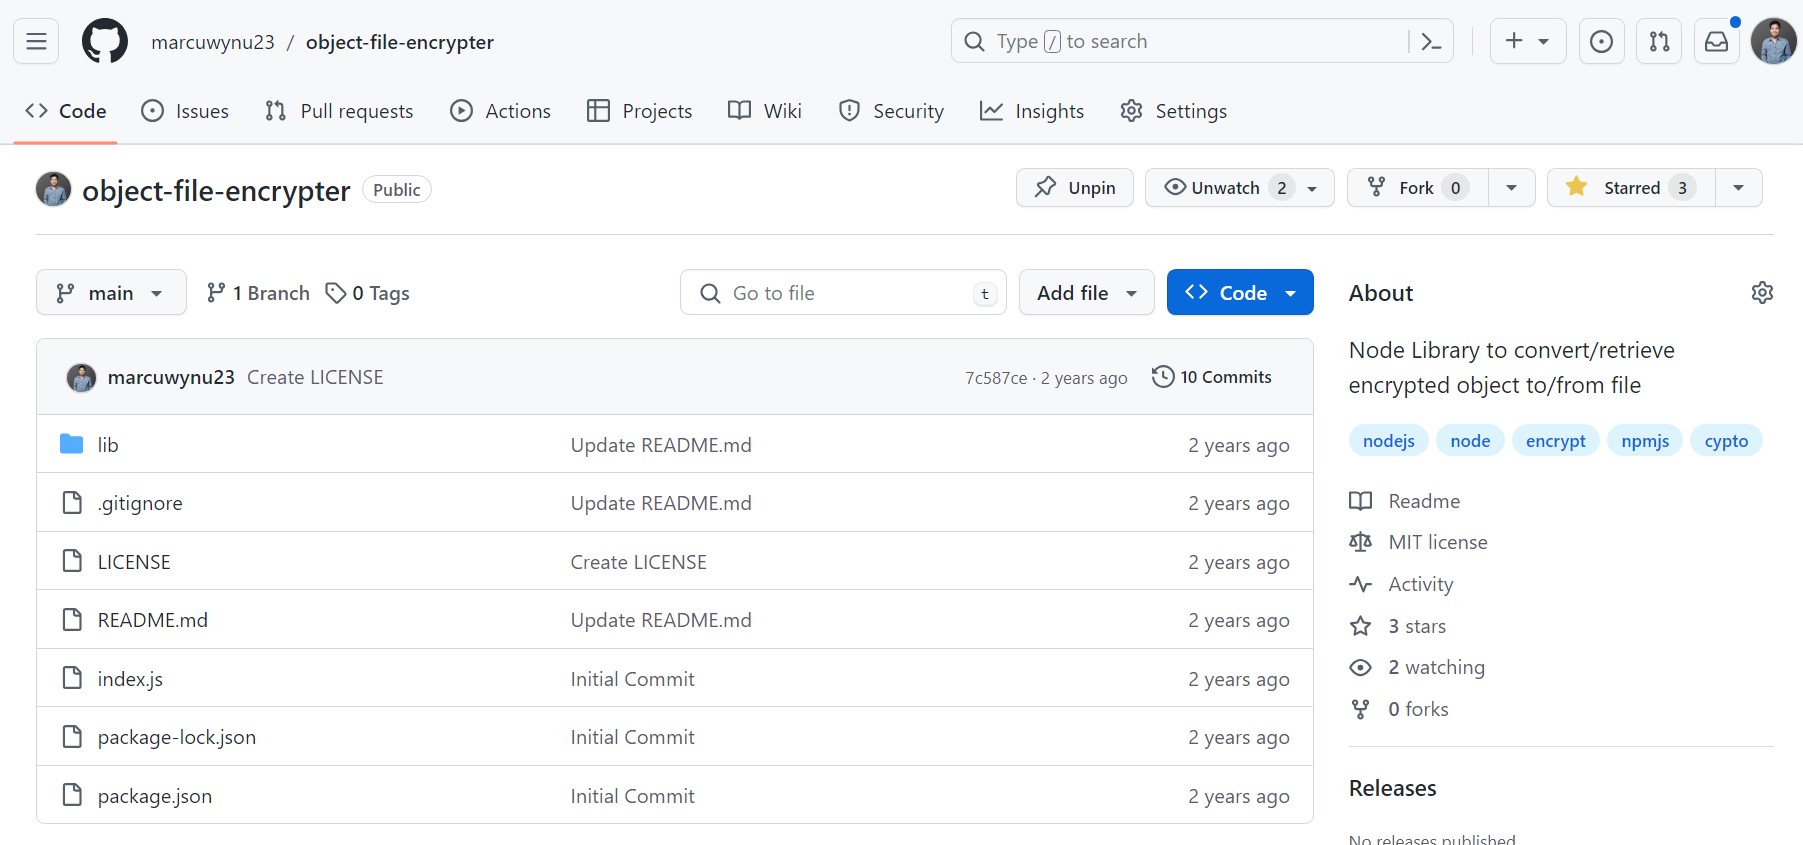 marcuwynu23 / object-file-encrypter
Type / to search
Code Issues Pull requests Actions Projects Wiki Security Insights Settings
object-file-encrypter Public
Unpin Unwatch 2 Fork 0 Starred 3
main 1 Branch 0 Tags Go to file t Add file Code
marcuwynu23 Create LICENSE 7c587ce · 2 years ago 10 Commits
lib Update README.md 2 years ago
.gitignore Update README.md 2 years ago
LICENSE Create LICENSE 2 years ago
README.md Update README.md 2 years ago
index.js Initial Commit 2 years ago
package-lock.json Initial Commit 2 years ago
package.json Initial Commit 2 years ago
About
Node Library to convert/retrieve
encrypted object to/from file
nodejs node encrypt npmjs cypto
Readme
MIT license
Activity
3 stars
2 watching
0 forks
Releases
No releases published